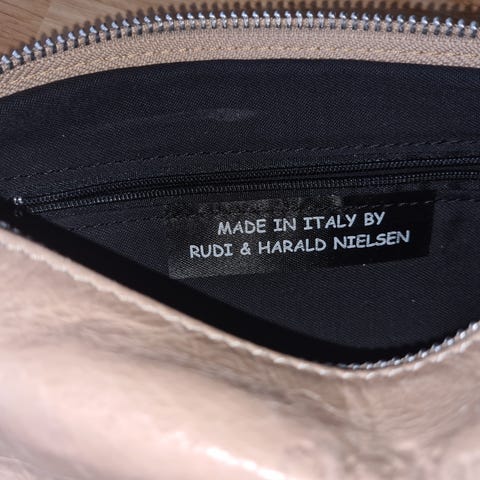 MADE IN ITALY BY
RUDI & HARALD NIELSEN